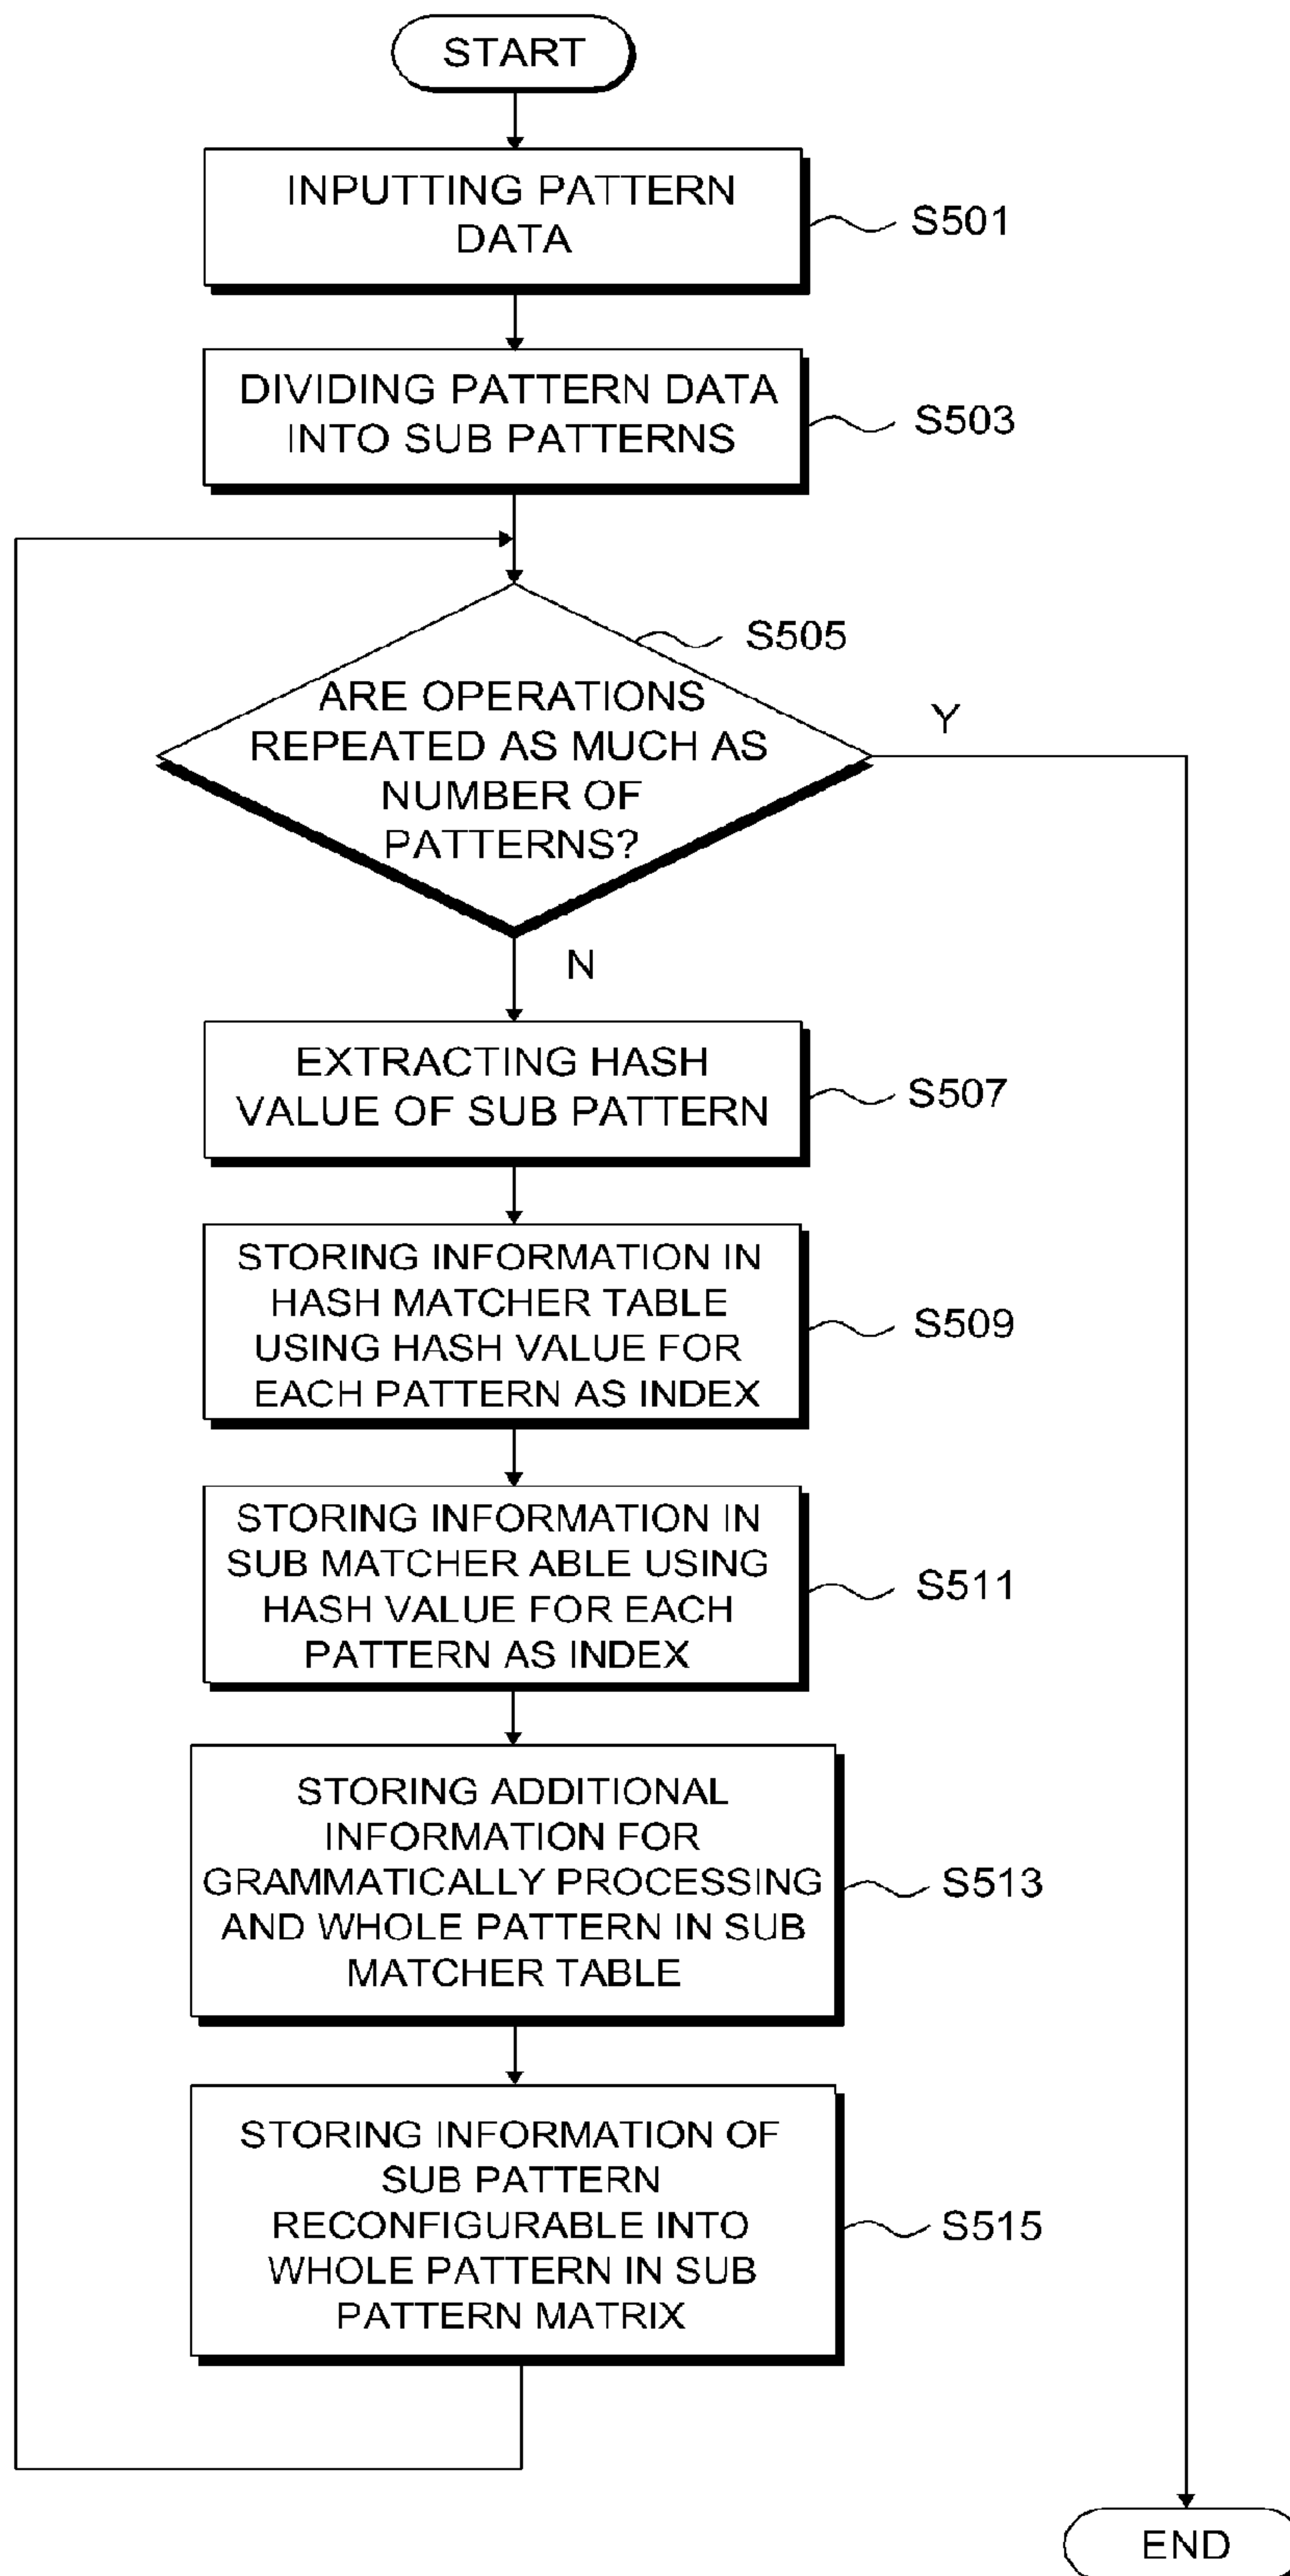 START
INPUTTING PATTERN
DATA
S501
DIVIDING PATTERN DATA
INTO SUB PATTERNS
S503
S505
ARE OPERATIONS
REPEATED AS MUCH AS
NUMBER OF
PATTERNS?
Y
N
EXTRACTING HASH
VALUE OF SUB PATTERN
S507
STORING INFORMATION IN
HASH MATCHER TABLE
USING HASH VALUE FOR
EACH PATTERN AS INDEX
S509
STORING INFORMATION IN
SUB MATCHER ABLE USING
HASH VALUE FOR EACH
PATTERN AS INDEX
S511
STORING ADDITIONAL
INFORMATION FOR
GRAMMATICALLY PROCESSING
AND WHOLE PATTERN IN SUB
MATCHER TABLE
S513
STORING INFORMATION OF
SUB PATTERN
RECONFIGURABLE INTO
WHOLE PATTERN IN SUB
PATTERN MATRIX
S515
END